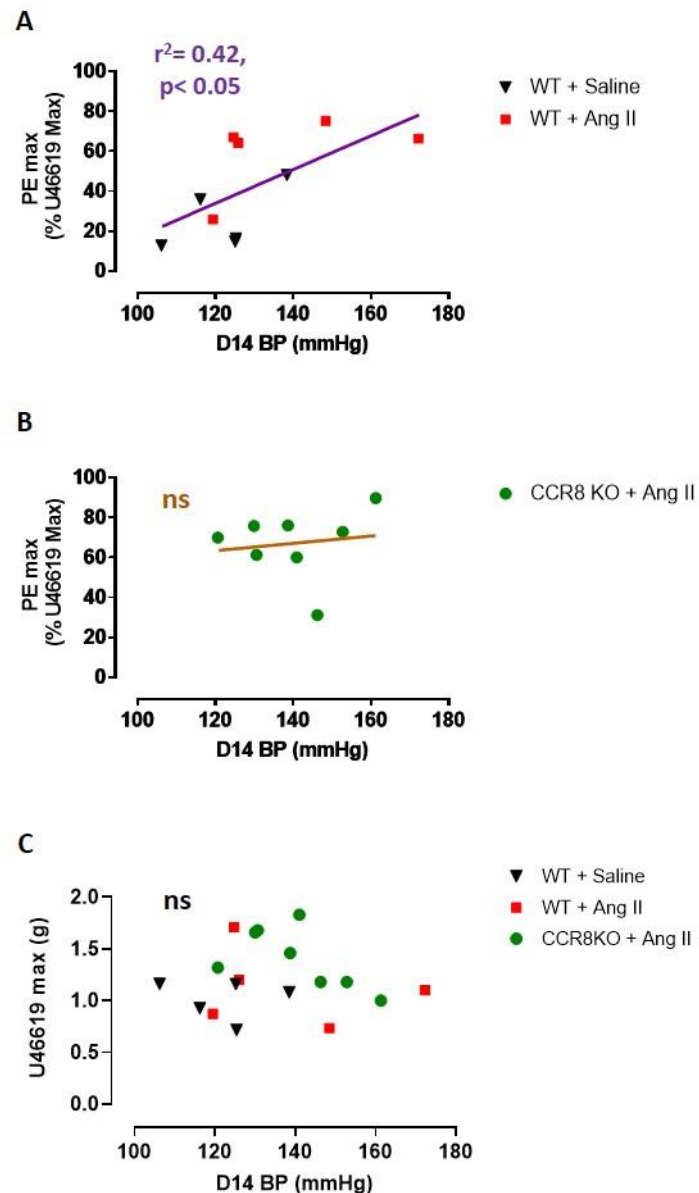 A
r²= 0.42,
p< 0.05
PE max
(% U46619 Max)
100
80
60
40
20
0
100 120 140 160 180
D14 BP (mmHg)
WT + Saline
WT + Ang II
B
ns
PE max
(% U46619 Max)
100
80
60
40
20
0
100 120 140 160 180
D14 BP (mmHg)
CCR8 KO + Ang II
C
ns
U46619 max (g)
2.0
1.5
1.0
0.5
0.0
100 120 140 160 180
D14 BP (mmHg)
WT + Saline
WT + Ang II
CCR8KO + Ang II